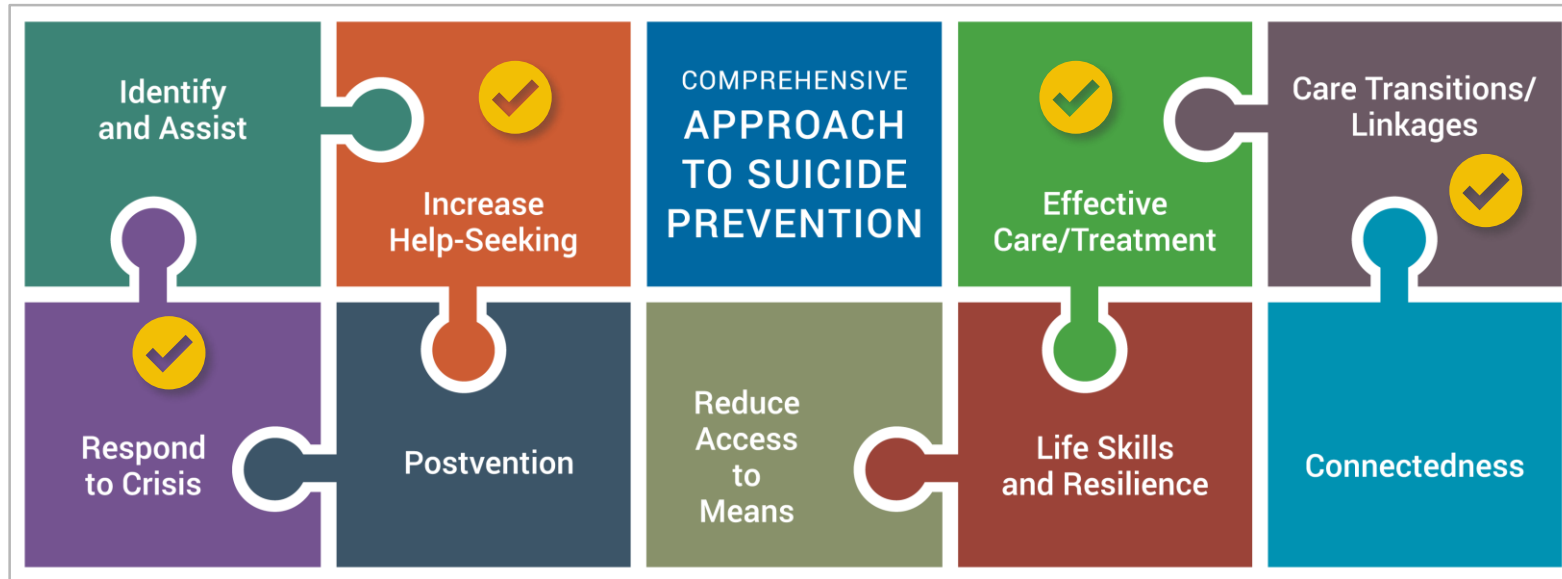 Identify
and Assist
Increase
Help-Seeking
COMPREHENSIVE
APPROACH
TO SUICIDE
PREVENTION
Effective
Care/Treatment
Care Transitions/
Linkages
Respond
to Crisis
Postvention
Reduce
Access
to
Means
Life Skills
and Resilience
Connectedness